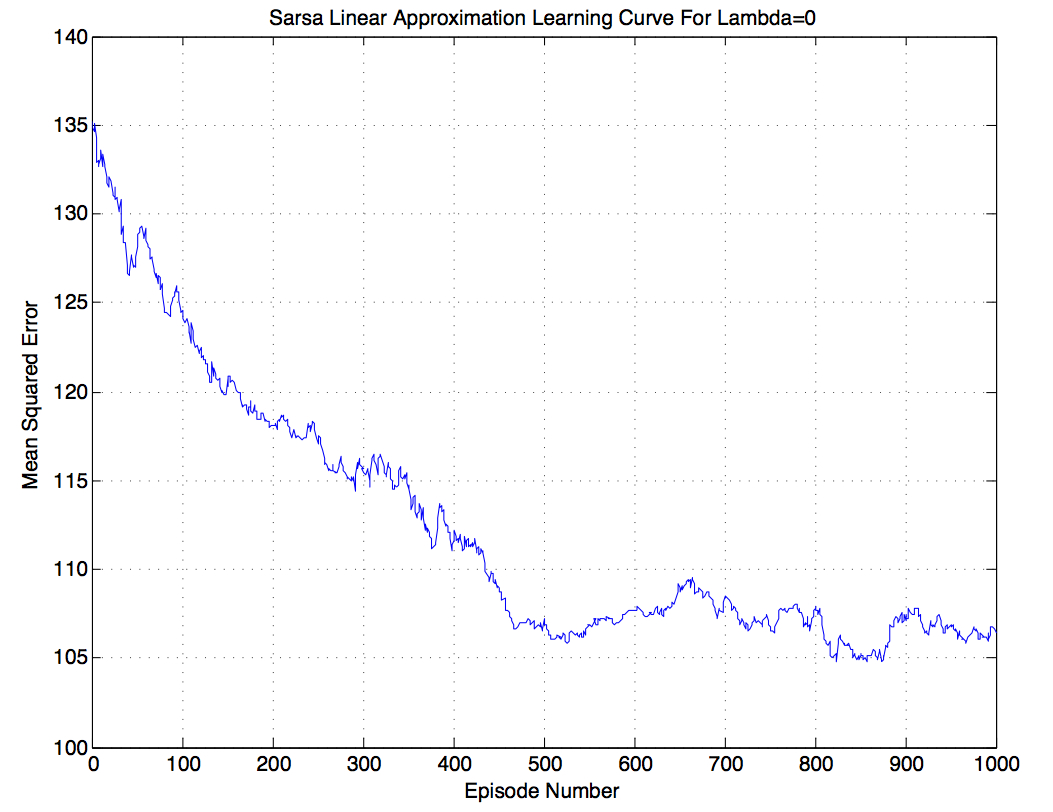 Sarsa Linear Approximation Learning Curve For Lambda=0
140
135
130
125
120
115
110
105
100
Mean Squared Error
0 100 200 300 400 500 600 700 800 900 1000
Episode Number